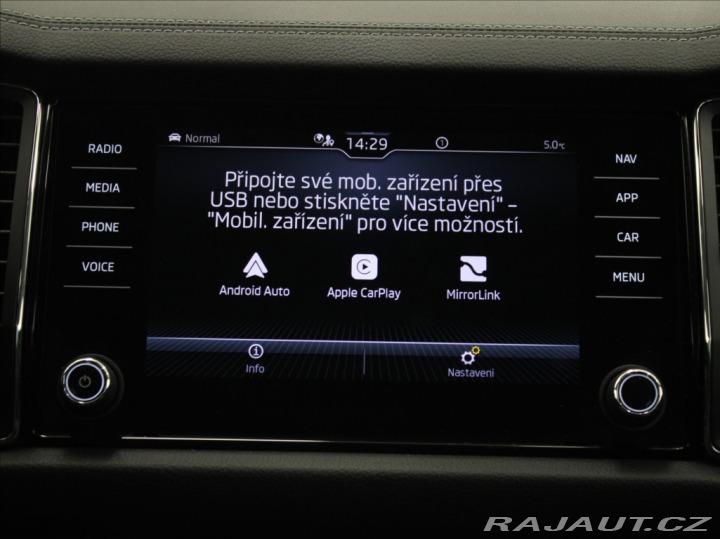 Normal 14:29 1 5.0°C
RADIO
MEDIA
PHONE
VOICE
Připojte své mob. zařízení přes
USB nebo stiskněte "Nastavení" –
"Mobil. zařízení" pro více možností.
Android Auto Apple CarPlay MirrorLink
Info Nastavení
NAV
APP
CAR
MENU
RAJAUT.CZ